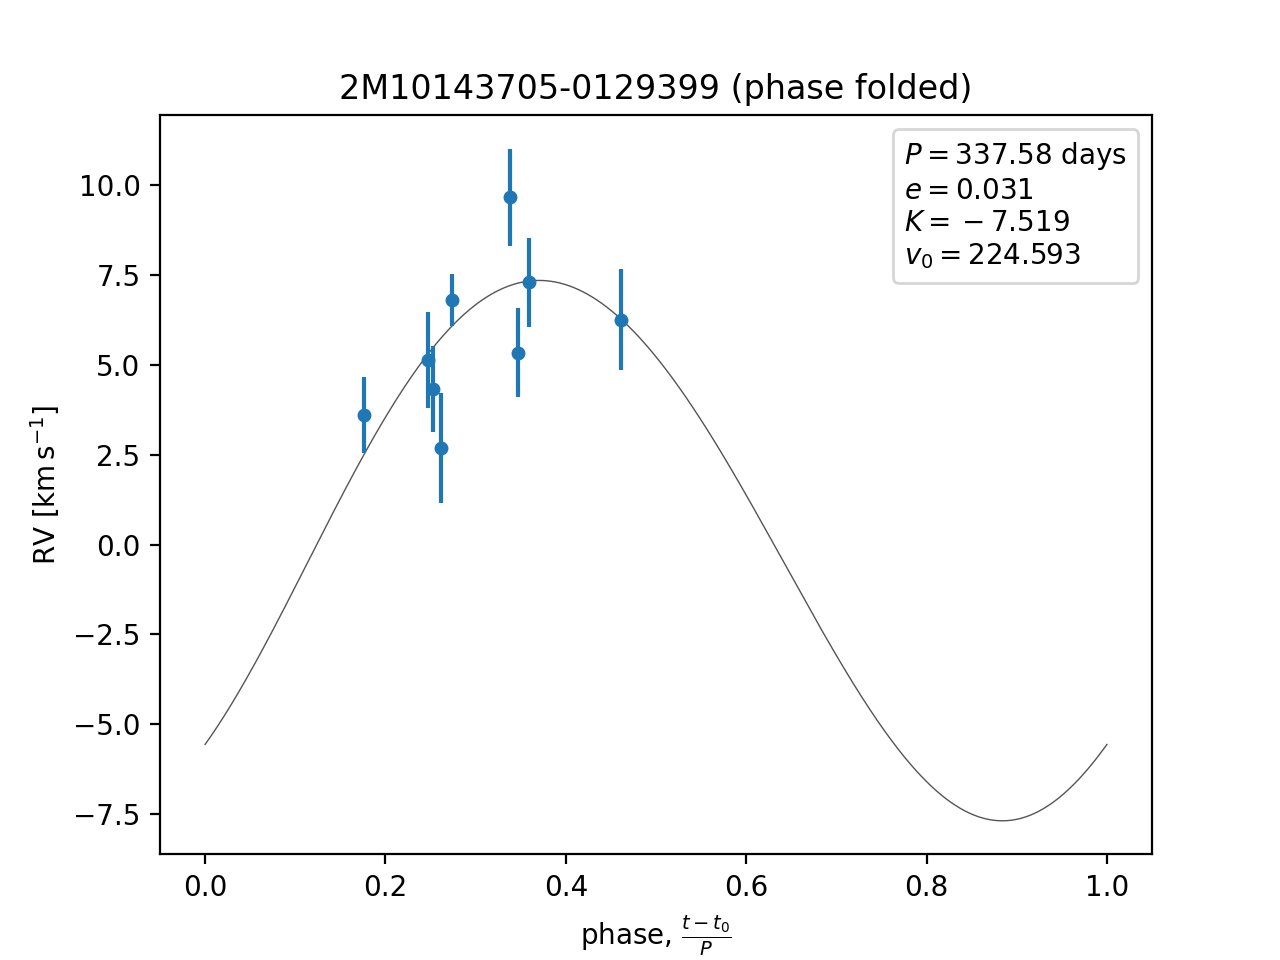 2M10143705-0129399 (phase folded)
P = 337.58 days
e = 0.031
K = −7.519
v₀ = 224.593
10.0
7.5
5.0
2.5
0.0
−2.5
−5.0
−7.5
RV [km s⁻¹]
0.0 0.2 0.4 0.6 0.8 1.0
phase, (t − t₀)/P